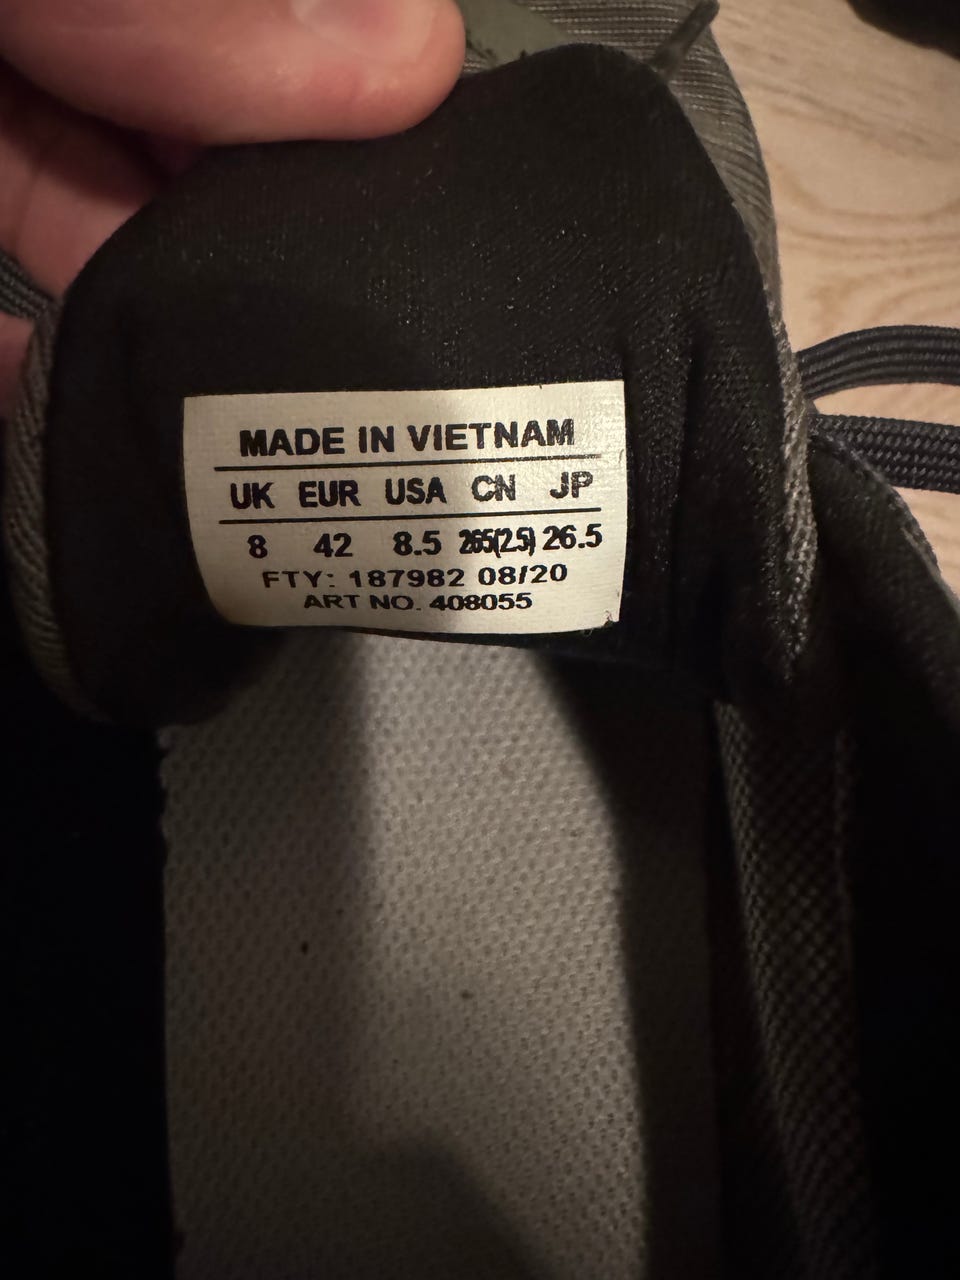 MADE IN VIETNAM
UK EUR USA CN JP
8 42 8.5 265(2.5) 26.5
FTY: 187982 08/20
ART NO. 408055